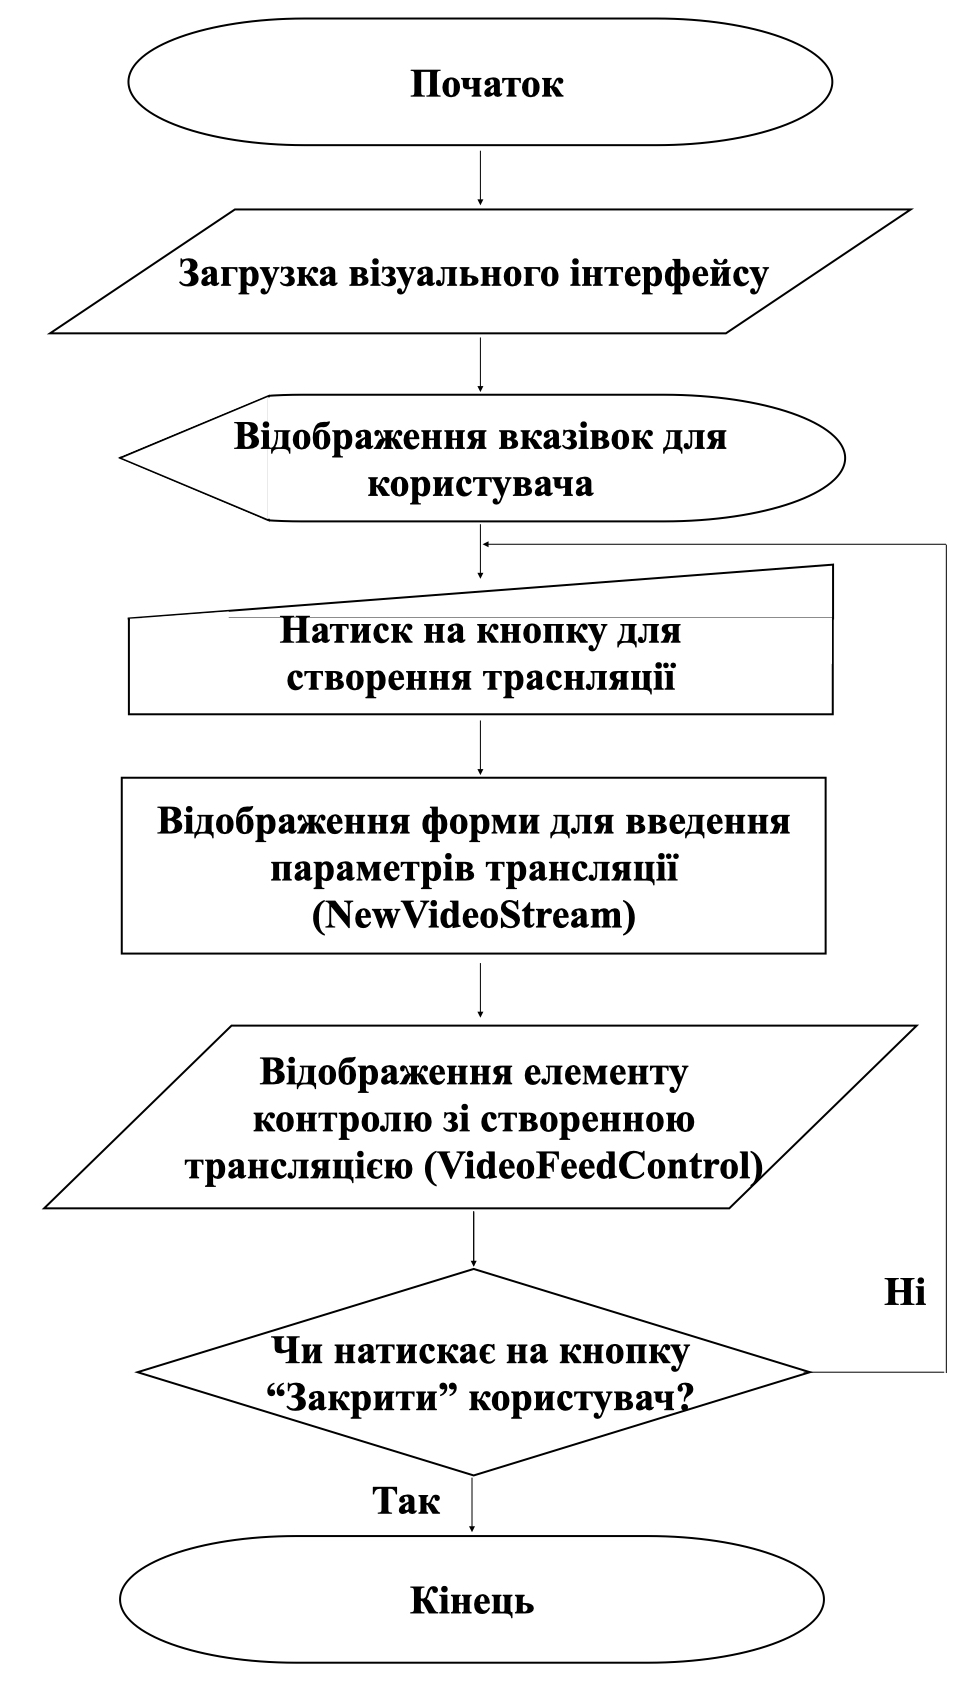 Початок
Загрузка візуального інтерфейсу
Відображення вказівок для
користувача
Натиск на кнопку для
створення траснляції
Відображення форми для введення
параметрів трансляції
(NewVideoStream)
Відображення елементу
контролю зі створенною
трансляцією (VideoFeedControl)
Ні
Чи натискає на кнопку
“Закрити” користувач?
Так
Кінець